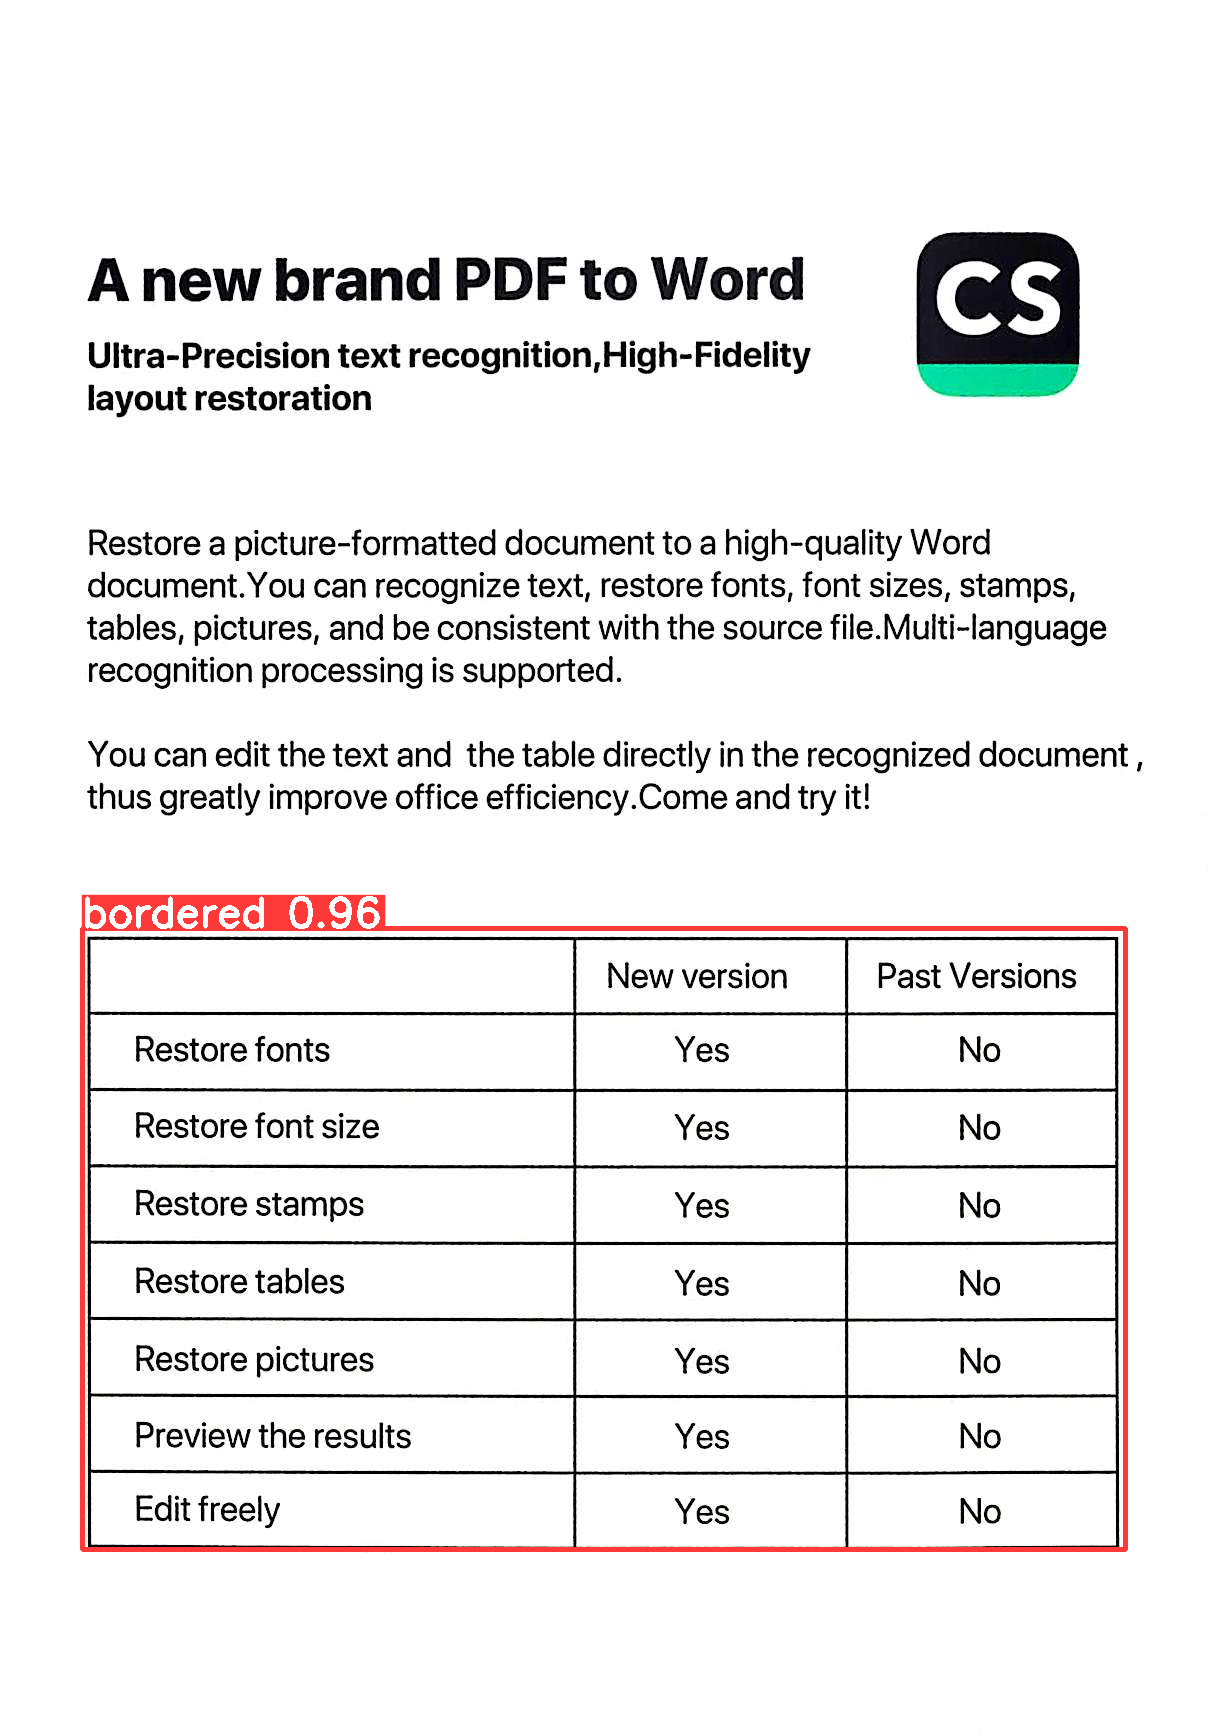 A new brand PDF to Word
CS
Ultra-Precision text recognition,High-Fidelity
layout restoration
Restore a picture-formatted document to a high-quality Word
document.You can recognize text, restore fonts, font sizes, stamps,
tables, pictures, and be consistent with the source file.Multi-language
recognition processing is supported.
You can edit the text and the table directly in the recognized document ,
thus greatly improve office efficiency.Come and try it!
bordered 0.96
New version Past Versions
Restore fonts Yes No
Restore font size Yes No
Restore stamps Yes No
Restore tables Yes No
Restore pictures Yes No
Preview the results Yes No
Edit freely Yes No